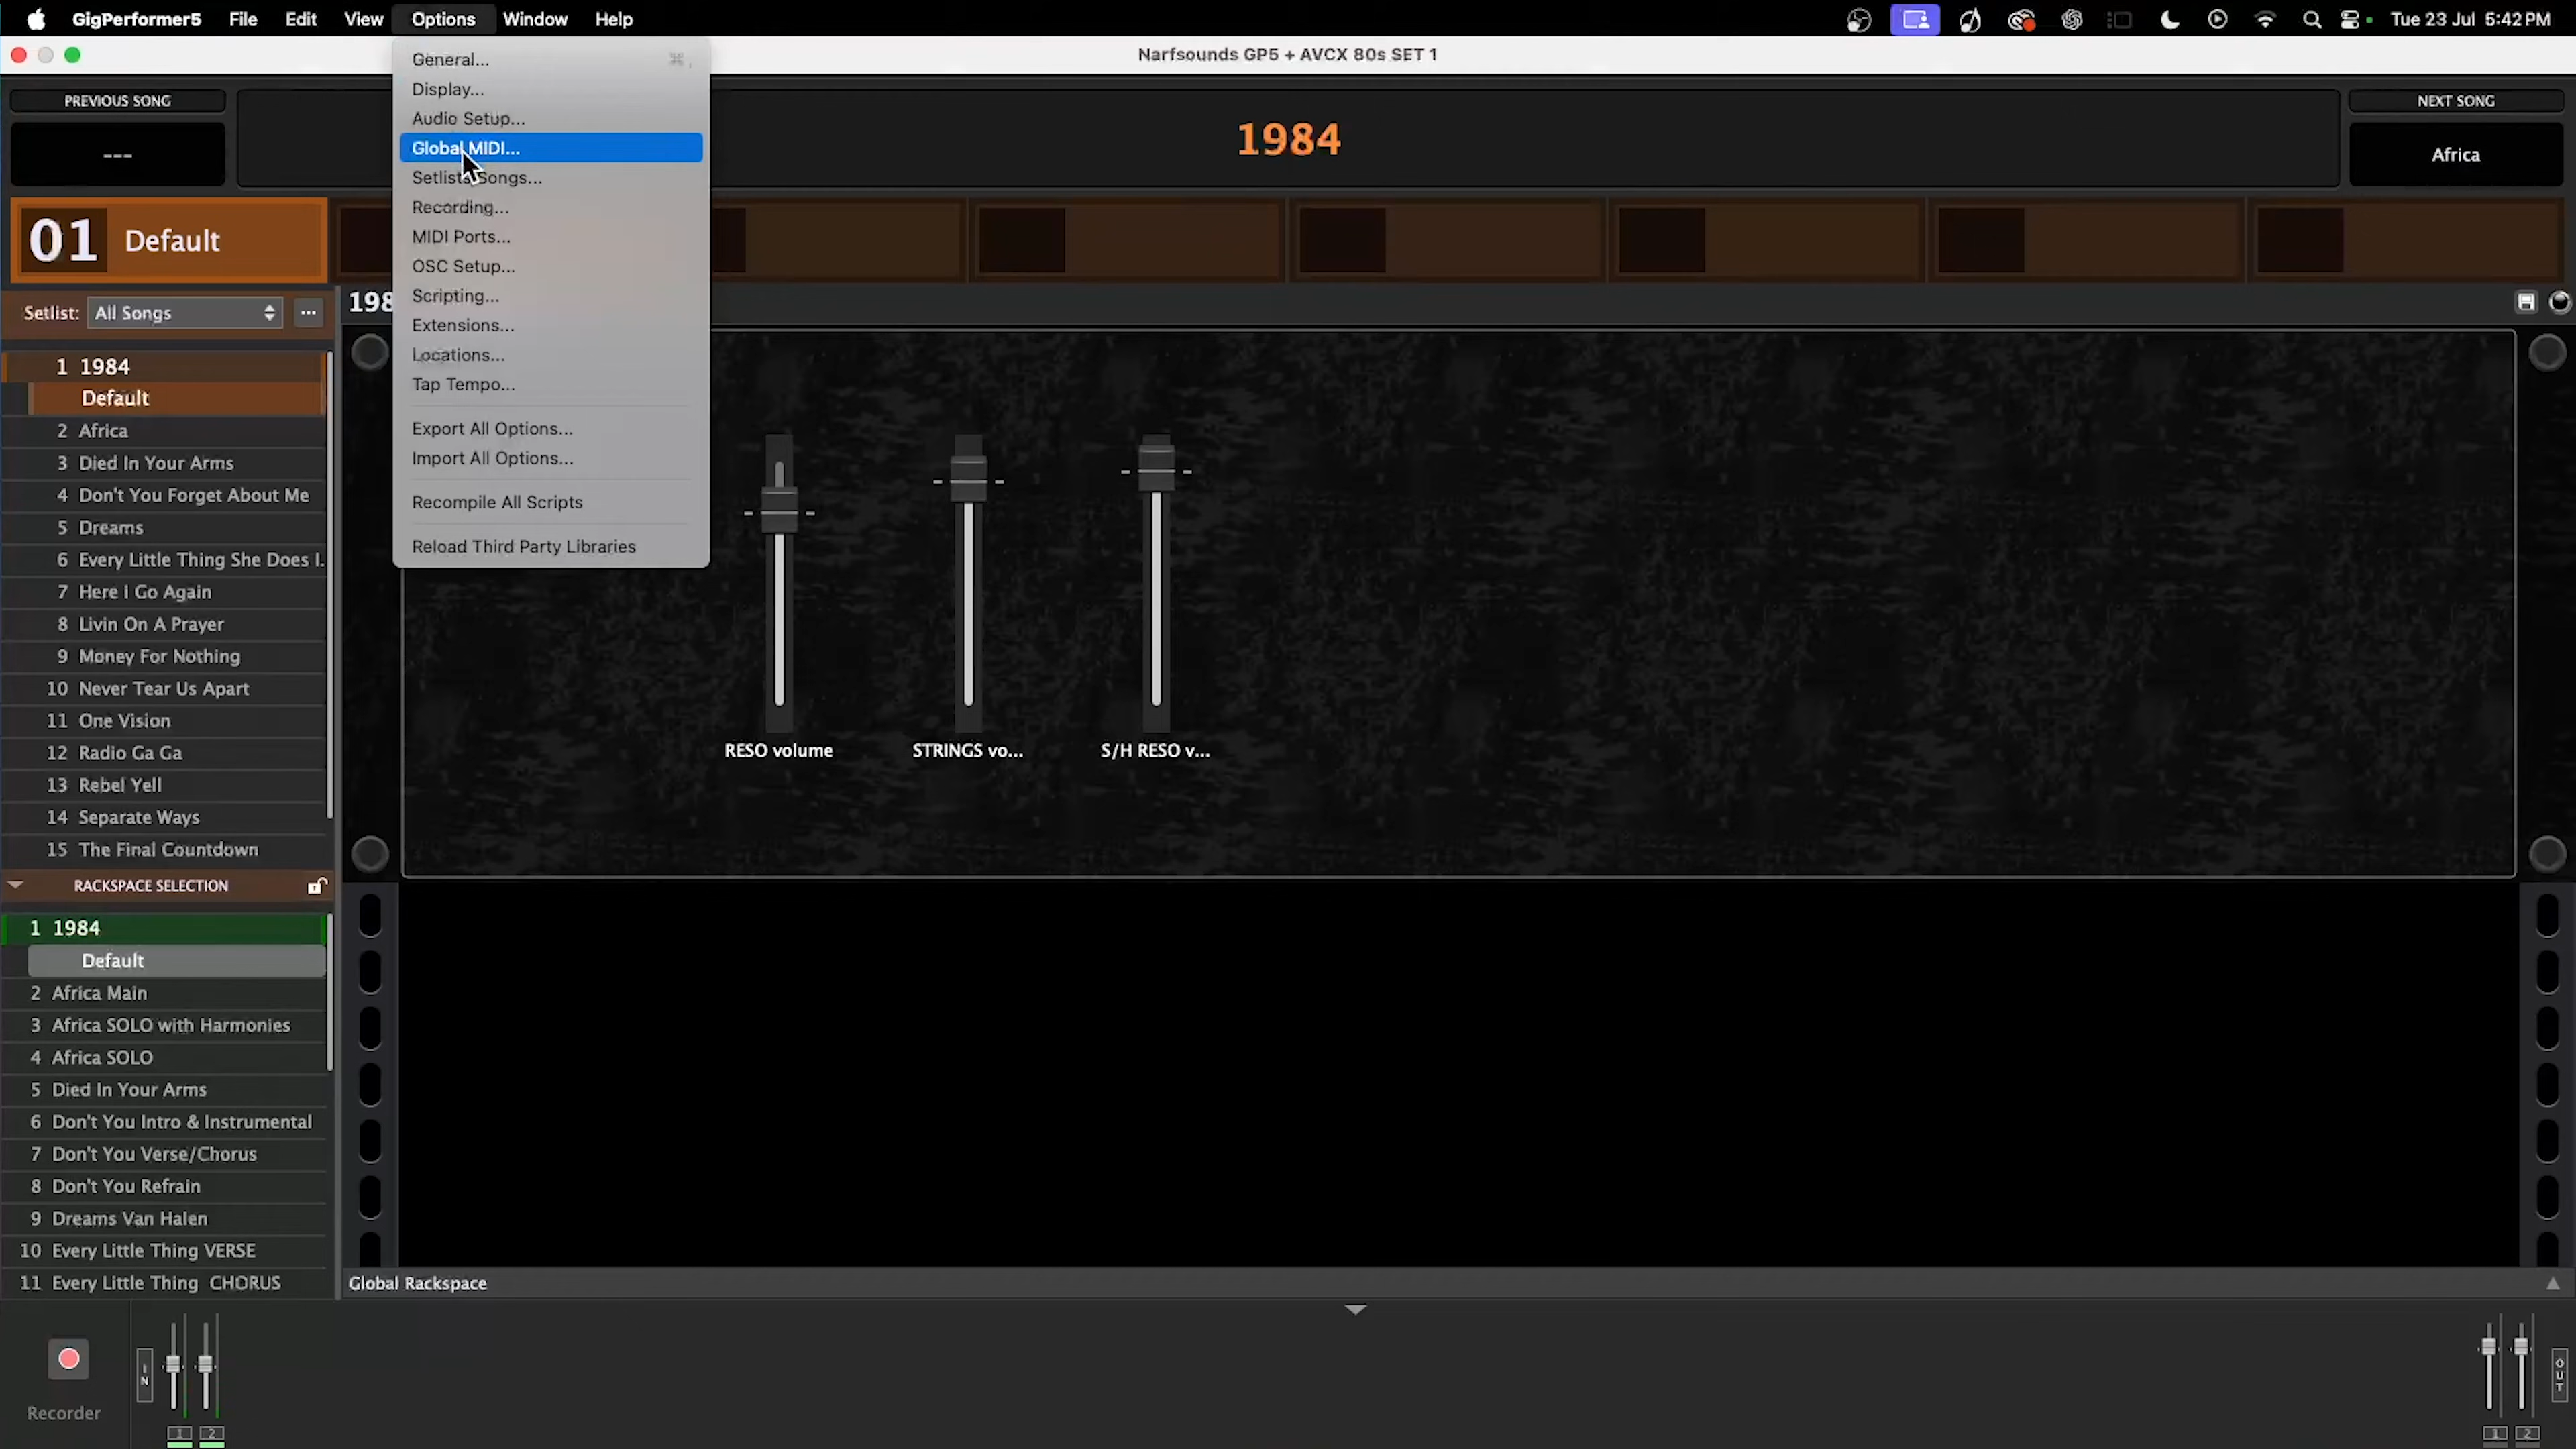 GigPerformer5 File Edit View Options Window Help Tue 23 Jul 5:42 PM
Narfsounds GP5 + AVCX 80s SET 1
General... ⌘ ,
Display...
Audio Setup...
Global MIDI...
Setlists Songs...
Recording...
MIDI Ports...
OSC Setup...
Scripting...
Extensions...
Locations...
Tap Tempo...
Export All Options...
Import All Options...
Recompile All Scripts
Reload Third Party Libraries
PREVIOUS SONG
---
1984
NEXT SONG
Africa
01 Default
Setlist: All Songs ...
1 1984
Default
2 Africa
3 Died In Your Arms
4 Don't You Forget About Me
5 Dreams
6 Every Little Thing She Does I.
7 Here I Go Again
8 Livin On A Prayer
9 Money For Nothing
10 Never Tear Us Apart
11 One Vision
12 Radio Ga Ga
13 Rebel Yell
14 Separate Ways
15 The Final Countdown
RACKSPACE SELECTION
1 1984
Default
2 Africa Main
3 Africa SOLO with Harmonies
4 Africa SOLO
5 Died In Your Arms
6 Don't You Intro & Instrumental
7 Don't You Verse/Chorus
8 Don't You Refrain
9 Dreams Van Halen
10 Every Little Thing VERSE
11 Every Little Thing CHORUS
198
RESO volume
STRINGS vo...
S/H RESO v...
Global Rackspace
Recorder
IN
1 2
OUT
1 2